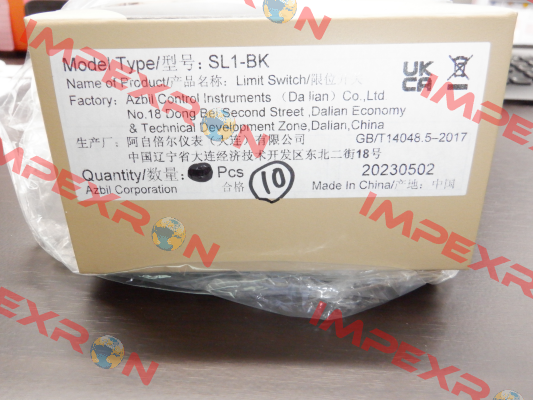 Model Type/型号: SL1-BK
Name of Product/产品名称: Limit Switch/限位开关
Factory: Azbil Control Instruments (Dalian) Co.,Ltd
No.18 Dong Bei Second Street ,Dalian Economy
& Technical Development Zone,Dalian,China
生产厂: 阿自倍尔仪表（大连）有限公司 GB/T14048.5-2017
中国辽宁省大连经济技术开发区东北二街18号
Quantity/数量: Pcs 10 20230502
Azbil Corporation 合格 Made in China/产地: 中国
UK
CA
IMPEXRON
IMPEXRON
IMPEXRON
IMPEXRON